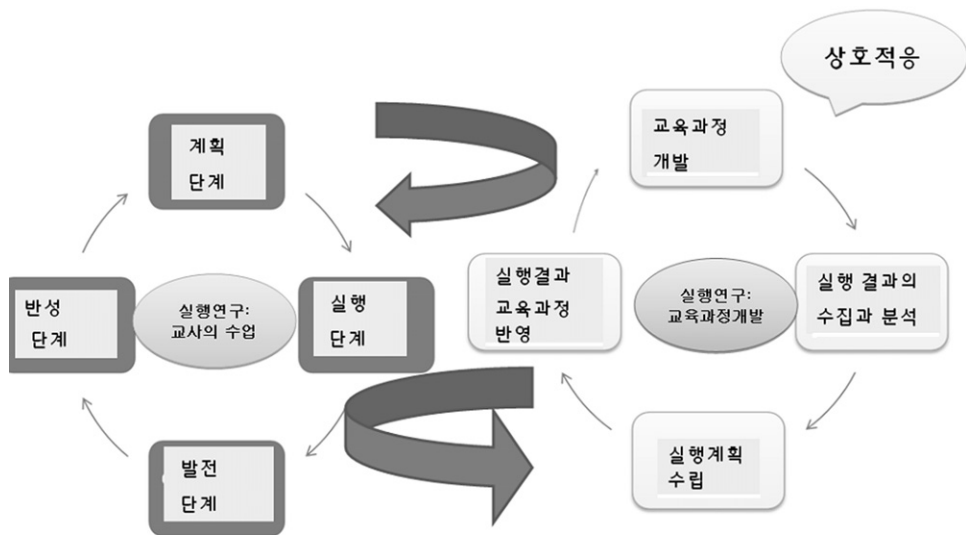 상호적응
계획
단계
교육과정
개발
반성
단계
실행연구:
교사의 수업
실행
단계
실행결과
교육과정
반영
실행연구:
교육과정개발
실행 결과의
수집과 분석
발전
단계
실행계획
수립